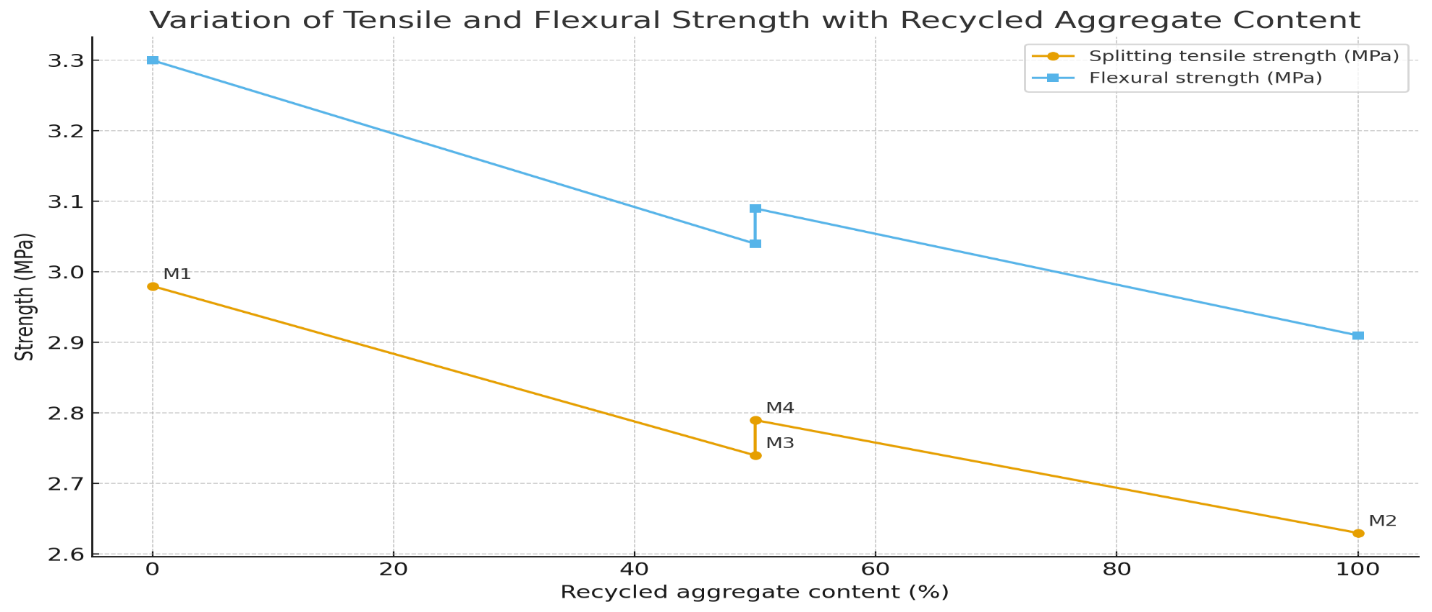 Variation of Tensile and Flexural Strength with Recycled Aggregate Content
Splitting tensile strength (MPa)
Flexural strength (MPa)
Strength (MPa)
3.3
3.2
3.1
3.0
2.9
2.8
2.7
2.6
M1
M4
M3
M2
0 20 40 60 80 100
Recycled aggregate content (%)